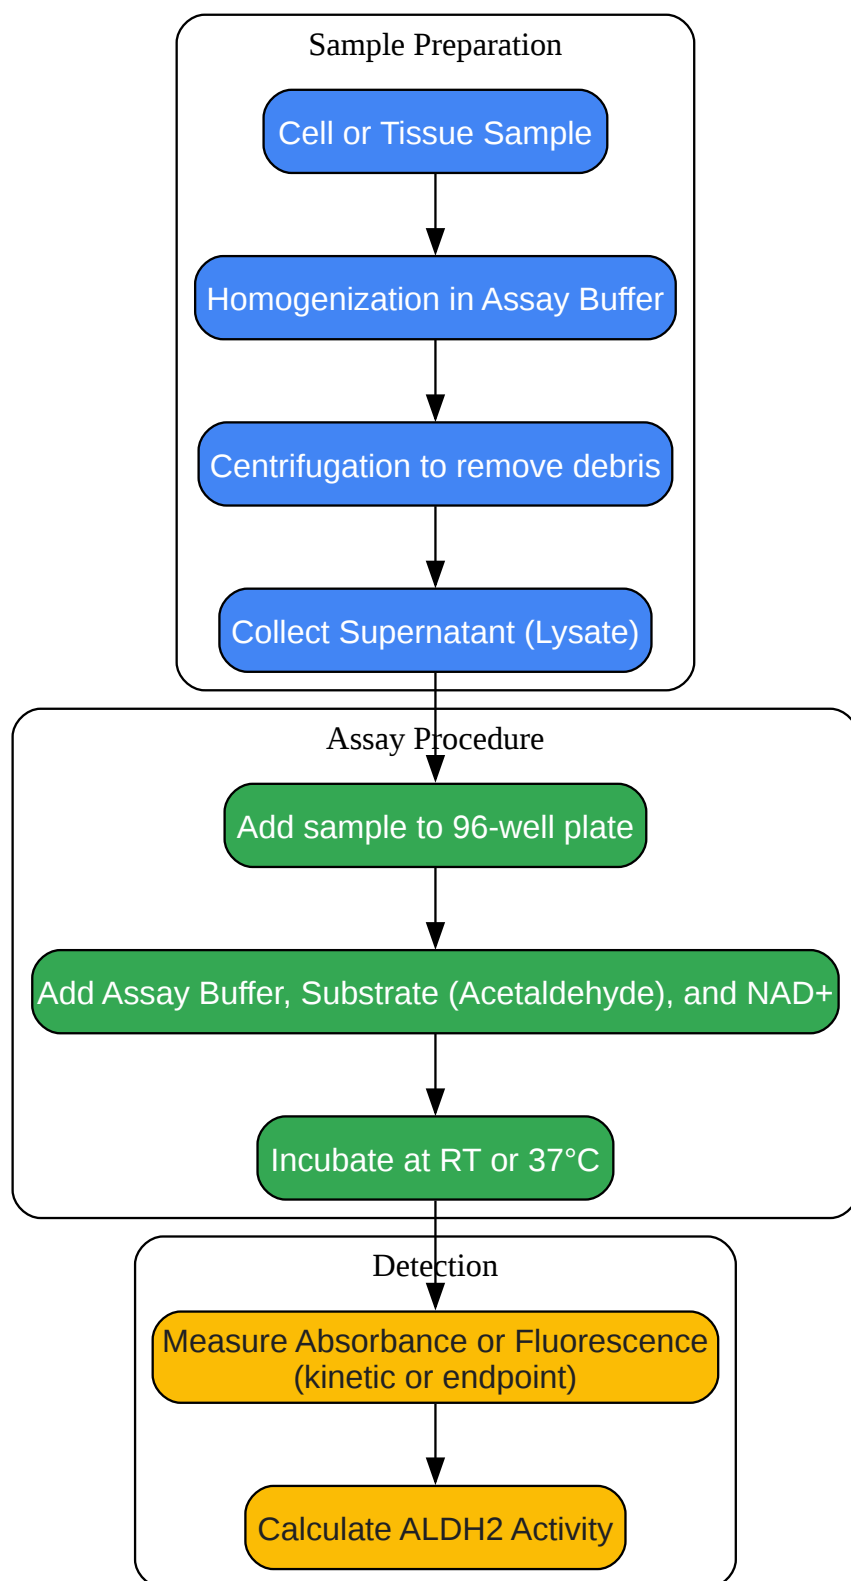 Sample Preparation
Cell or Tissue Sample
Homogenization in Assay Buffer
Centrifugation to remove debris
Collect Supernatant (Lysate)
Assay Procedure
Add sample to 96-well plate
Add Assay Buffer, Substrate (Acetaldehyde), and NAD+
Incubate at RT or 37°C
Detection
Measure Absorbance or Fluorescence
(kinetic or endpoint)
Calculate ALDH2 Activity